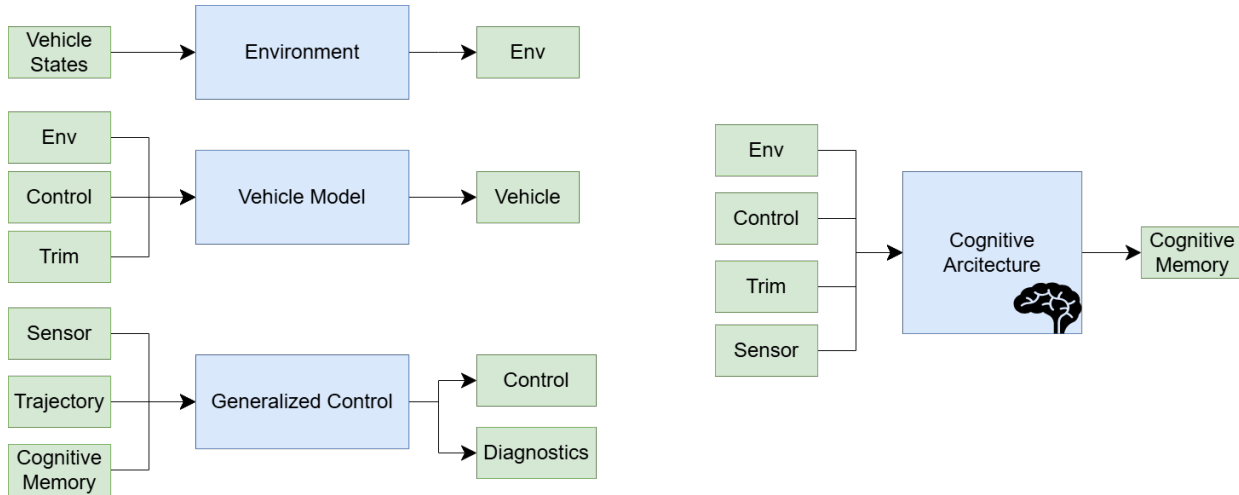 Vehicle
States
Environment
Env
Env
Control
Trim
Vehicle Model
Vehicle
Sensor
Trajectory
Cognitive
Memory
Generalized Control
Control
Diagnostics
Env
Control
Trim
Sensor
Cognitive
Arcitecture
Cognitive
Memory